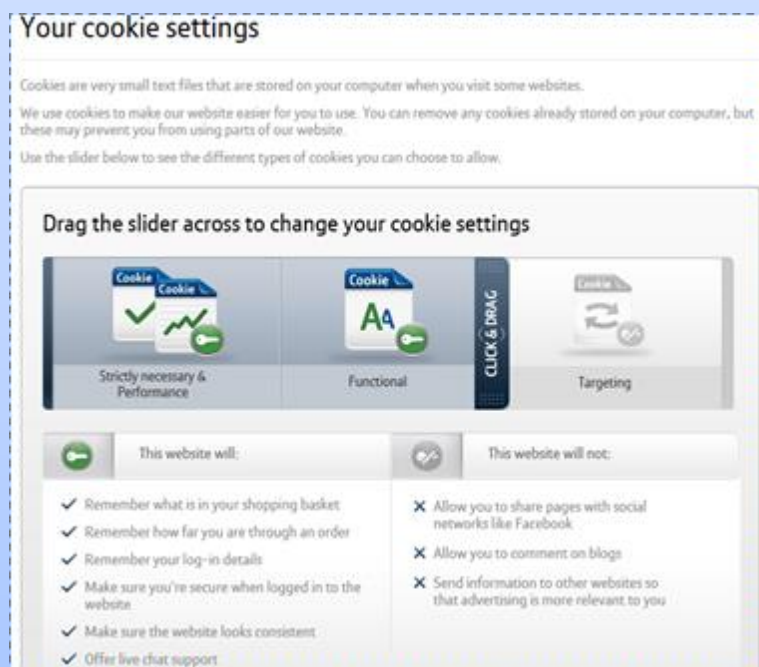 Your cookie settings
Cookies are very small text files that are stored on your computer when you visit some websites.
We use cookies to make our website easier for you to use. You can remove any cookies already stored on your computer, but
these may prevent you from using parts of our website.
Use the slider below to see the different types of cookies you can choose to allow.
Drag the slider across to change your cookie settings
Cookie
Cookie
Cookie
AA
CLICK & DRAG
Cookie
Strictly necessary &
Performance
Functional
Targeting
This website will:
Remember what is in your shopping basket
Remember how far you are through an order
Remember your log-in details
Make sure you're secure when logged in to the
website
Make sure the website looks consistent
Offer live chat support
This website will not:
Allow you to share pages with social
networks like Facebook
Allow you to comment on blogs
Send information to other websites so
that advertising is more relevant to you